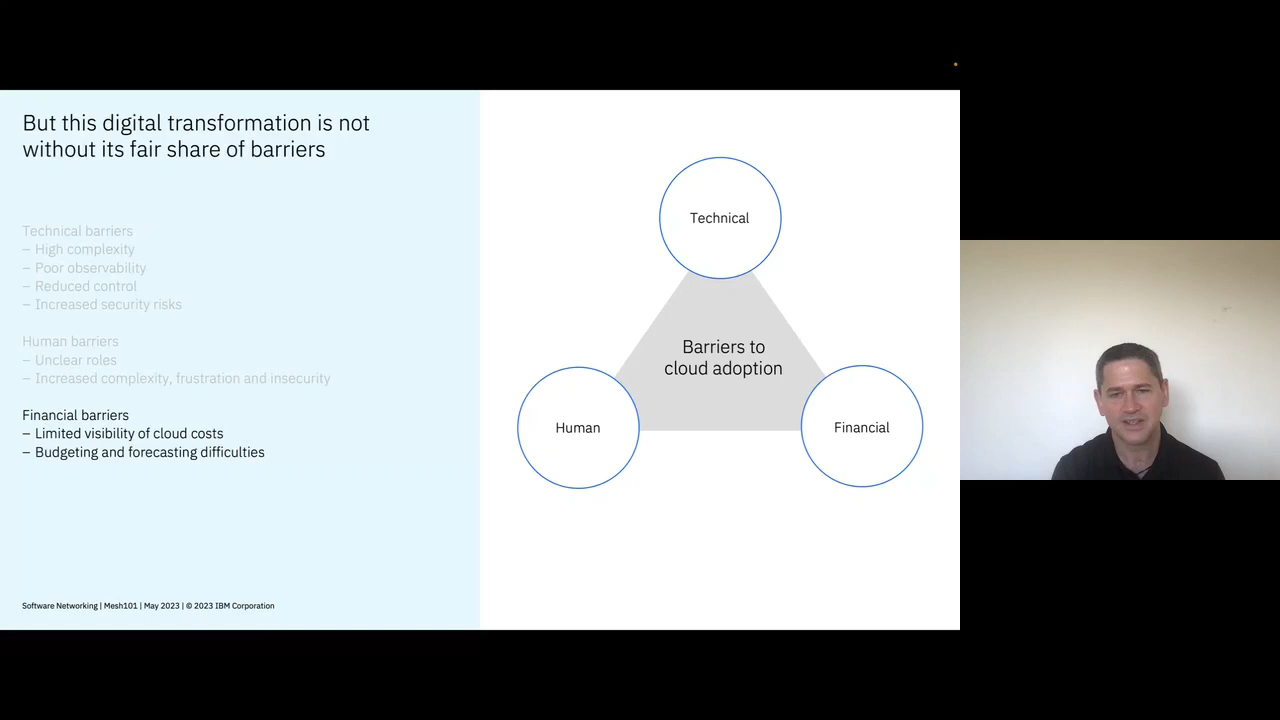 But this digital transformation is not
without its fair share of barriers
Technical barriers
– High complexity
– Poor observability
– Reduced control
– Increased security risks
Human barriers
– Unclear roles
– Increased complexity, frustration and insecurity
Financial barriers
– Limited visibility of cloud costs
– Budgeting and forecasting difficulties
Software Networking | Mesh101 | May 2023 | © 2023 IBM Corporation
Technical
Barriers to
cloud adoption
Human
Financial